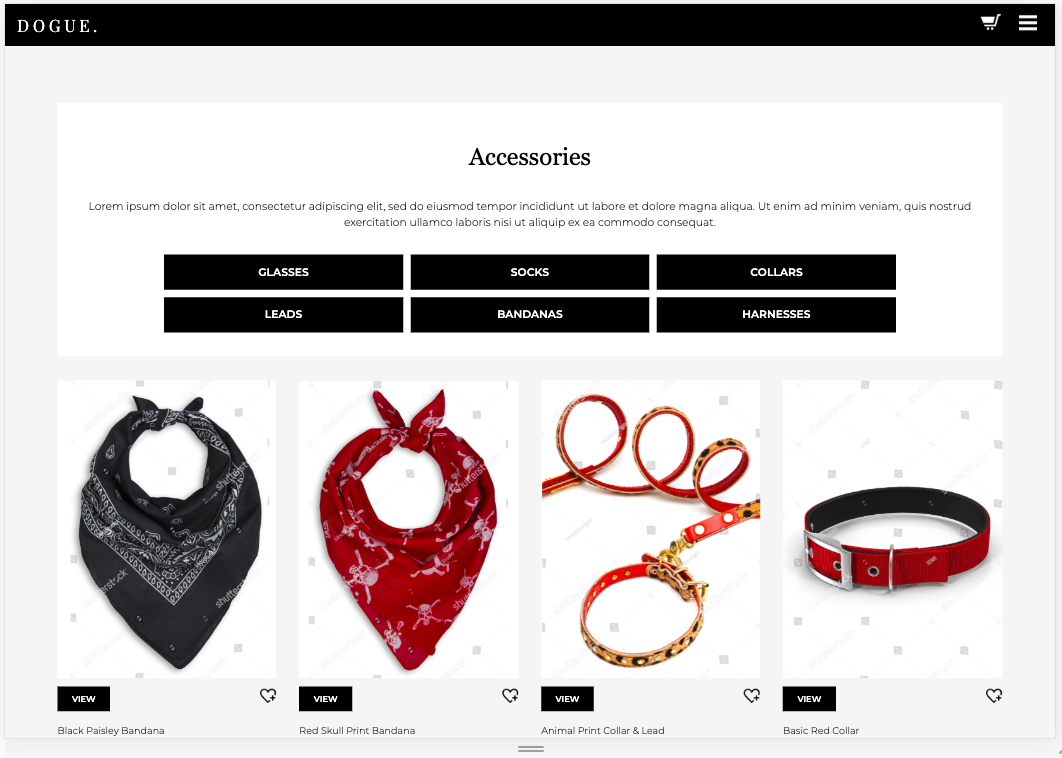 DOGUE.
Accessories
Lorem ipsum dolor sit amet, consectetur adipiscing elit, sed do eiusmod tempor incididunt ut labore et dolore magna aliqua. Ut enim ad minim veniam, quis nostrud
exercitation ullamco laboris nisi ut aliquip ex ea commodo consequat.
GLASSES SOCKS COLLARS
LEADS BANDANAS HARNESSES
shutterstock
shutterstock
VIEW VIEW VIEW VIEW
Black Paisley Bandana Red Skull Print Bandana Animal Print Collar & Lead Basic Red Collar